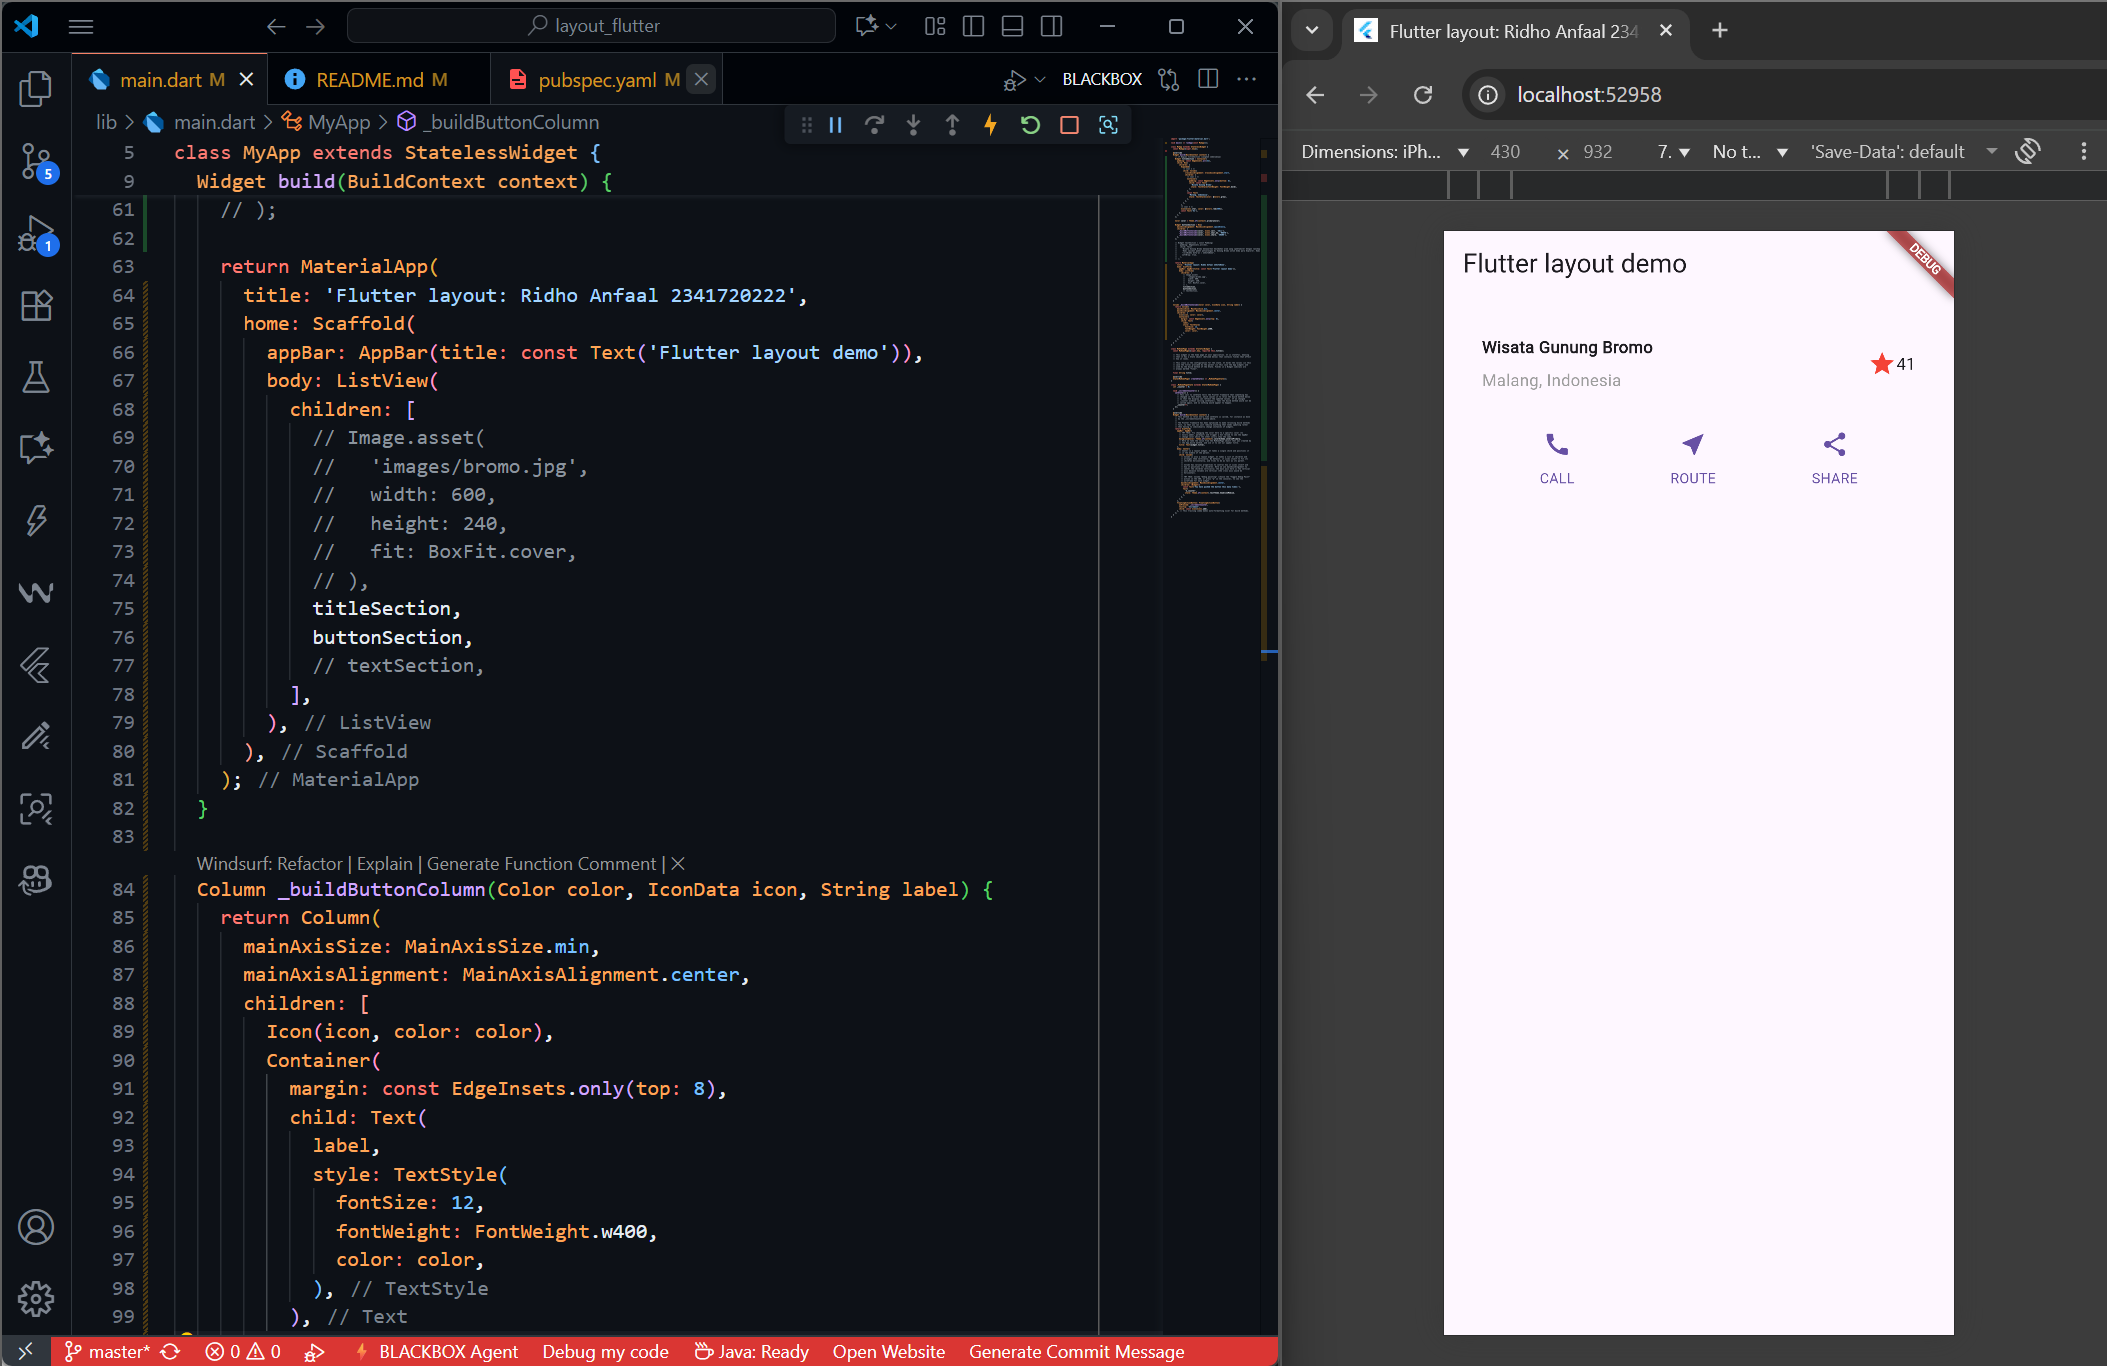 layout_flutter
main.dart M
README.md M
pubspec.yaml M
BLACKBOX
lib > main.dart > MyApp > _buildButtonColumn
5 class MyApp extends StatelessWidget {
9 Widget build(BuildContext context) {
61 // );
62
63 return MaterialApp(
64 title: 'Flutter layout: Ridho Anfaal 2341720222',
65 home: Scaffold(
66 appBar: AppBar(title: const Text('Flutter layout demo')),
67 body: ListView(
68 children: [
69 // Image.asset(
70 // 'images/bromo.jpg',
71 // width: 600,
72 // height: 240,
73 // fit: BoxFit.cover,
74 // ),
75 titleSection,
76 buttonSection,
77 // textSection,
78 ],
79 ), // ListView
80 ), // Scaffold
81 ); // MaterialApp
82 }
83
Windsurf: Refactor | Explain | Generate Function Comment | ✕
84 Column _buildButtonColumn(Color color, IconData icon, String label) {
85 return Column(
86 mainAxisSize: MainAxisSize.min,
87 mainAxisAlignment: MainAxisAlignment.center,
88 children: [
89 Icon(icon, color: color),
90 Container(
91 margin: const EdgeInsets.only(top: 8),
92 child: Text(
93 label,
94 style: TextStyle(
95 fontSize: 12,
96 fontWeight: FontWeight.w400,
97 color: color,
98 ), // TextStyle
99 ), // Text
5
1
master* 0 0 BLACKBOX Agent Debug my code Java: Ready Open Website Generate Commit Message
Flutter layout: Ridho Anfaal 234
localhost:52958
Dimensions: iPh... 430 × 932 7. No t... 'Save-Data': default
Flutter layout demo
DEBUG
Wisata Gunung Bromo
Malang, Indonesia
41
CALL ROUTE SHARE